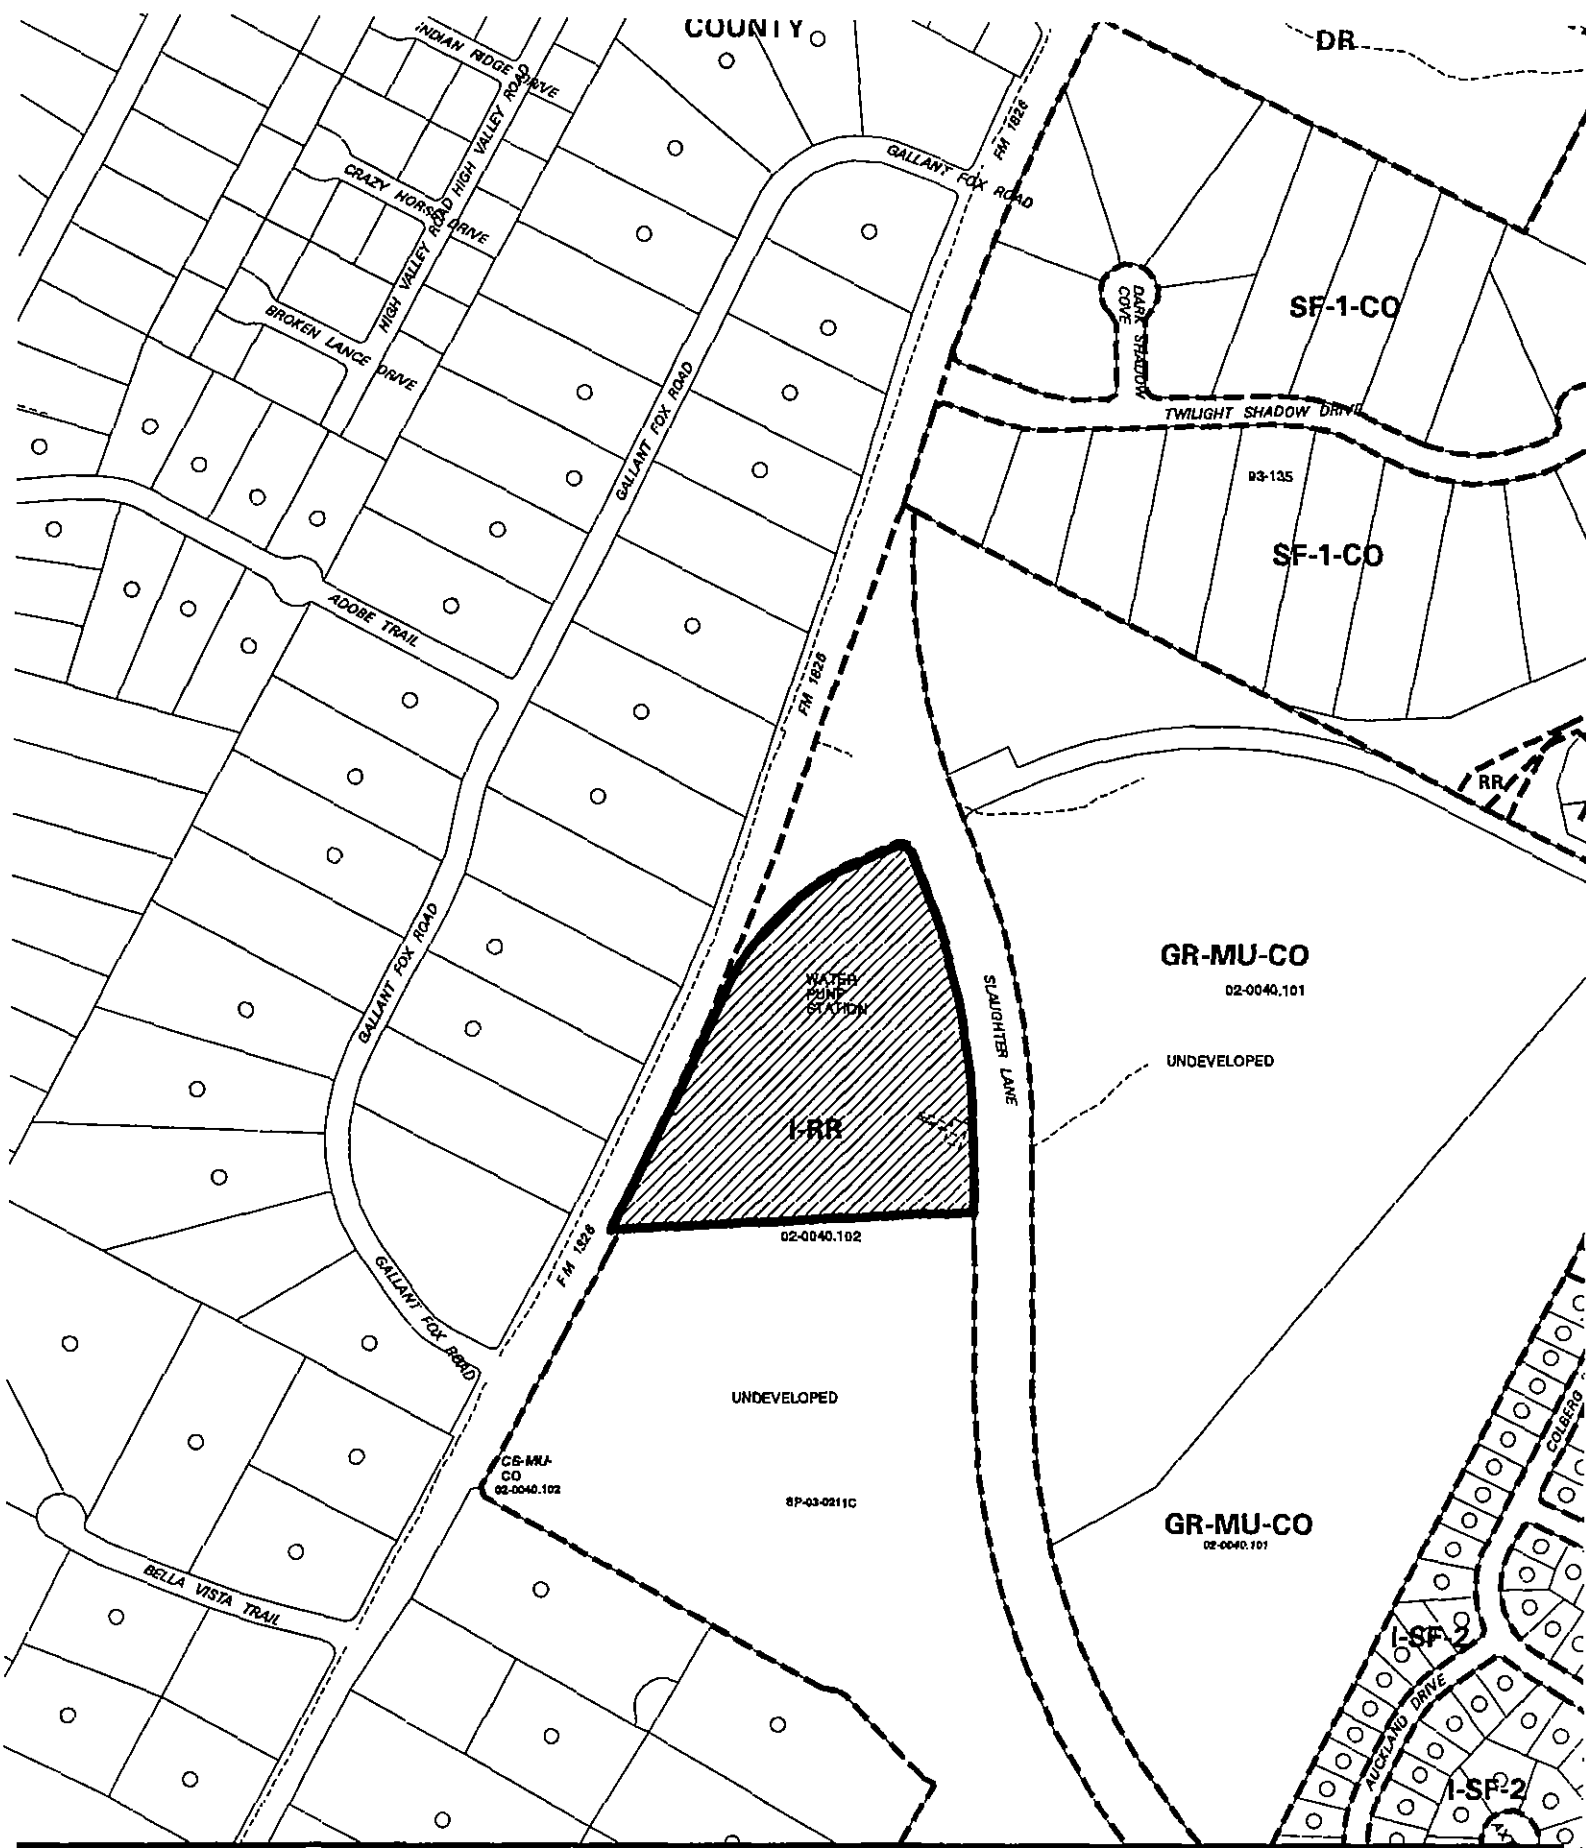 COUNTY
DR
INDIAN RIDGE DRIVE
HIGH VALLEY ROAD
FM 1826
GALLANT FOX ROAD
CRAZY HORSE DRIVE
HIGH VALLEY ROAD
BROKEN LANCE DRIVE
DARK SHADOW
COVE
SF-1-CO
GALLANT FOX ROAD
TWILIGHT SHADOW DRIVE
93-135
SF-1-CO
ADOBE TRAIL
FM 1826
RR
GALLANT FOX ROAD
WATER
PUMP
STATION
SLAUGHTER LANE
GR-MU-CO
02-0040.101
UNDEVELOPED
I-RR
02-0040.102
FM 1826
GALLANT FOX ROAD
UNDEVELOPED
COLBERG
CS-MU-
CO
02-0040.102
SP-03-0211C
GR-MU-CO
02-0040.101
BELLA VISTA TRAIL
I-SF-2
AUCKLAND DRIVE
I-SF-2